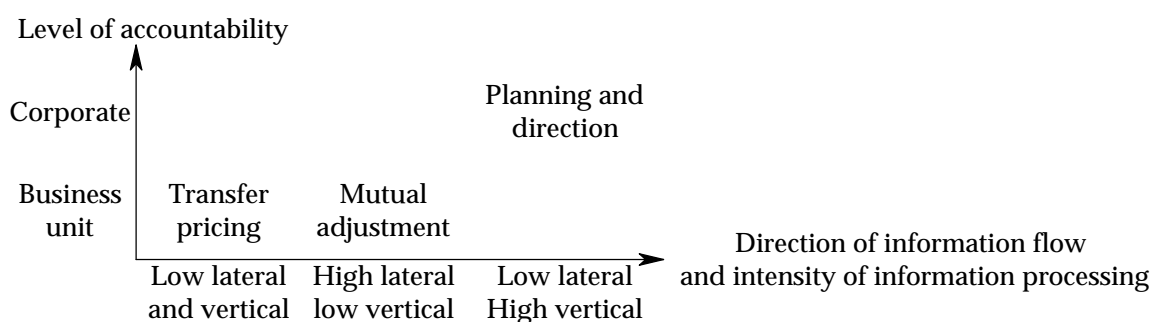 Level of accountability
Corporate
Planning and
direction
Business
unit
Transfer
pricing
Mutual
adjustment
Direction of information flow
and intensity of information processing
Low lateral
and vertical
High lateral
low vertical
Low lateral
High vertical